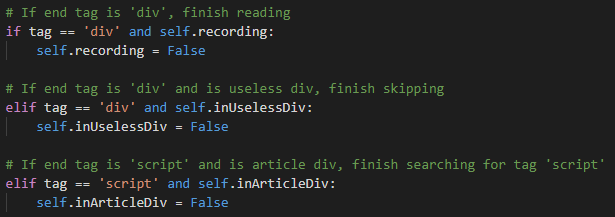 # If end tag is 'div', finish reading
if tag == 'div' and self.recording:
    self.recording = False
# If end tag is 'div' and is useless div, finish skipping
elif tag == 'div' and self.inUselessDiv:
    self.inUselessDiv = False
# If end tag is 'script' and is article div, finish searching for tag 'script'
elif tag == 'script' and self.inArticleDiv:
    self.inArticleDiv = False